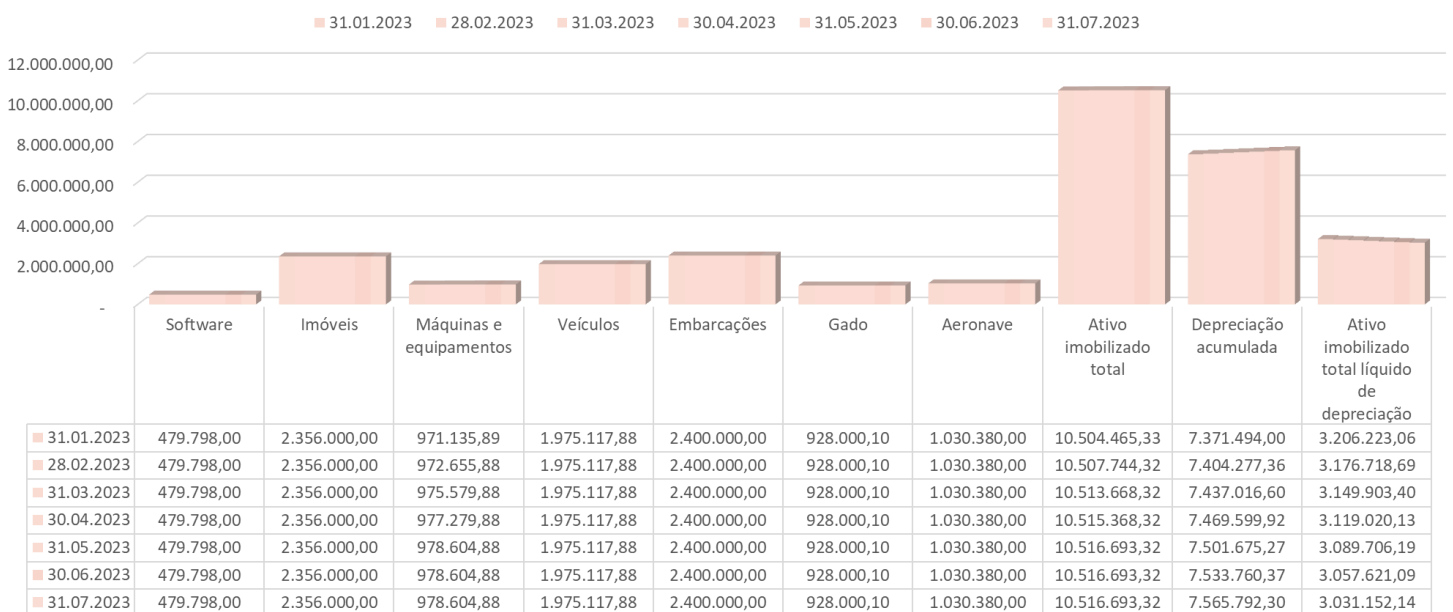 31.01.2023 28.02.2023 31.03.2023 30.04.2023 31.05.2023 30.06.2023 31.07.2023
12.000.000,00
10.000.000,00
8.000.000,00
6.000.000,00
4.000.000,00
2.000.000,00
-
Software Imóveis Máquinas e Veículos Embarcações Gado Aeronave Ativo Depreciação Ativo
equipamentos imobilizado acumulada imobilizado
total total líquido
de
depreciação
31.01.2023 479.798,00 2.356.000,00 971.135,89 1.975.117,88 2.400.000,00 928.000,10 1.030.380,00 10.504.465,33 7.371.494,00 3.206.223,06
28.02.2023 479.798,00 2.356.000,00 972.655,88 1.975.117,88 2.400.000,00 928.000,10 1.030.380,00 10.507.744,32 7.404.277,36 3.176.718,69
31.03.2023 479.798,00 2.356.000,00 975.579,88 1.975.117,88 2.400.000,00 928.000,10 1.030.380,00 10.513.668,32 7.437.016,60 3.149.903,40
30.04.2023 479.798,00 2.356.000,00 977.279,88 1.975.117,88 2.400.000,00 928.000,10 1.030.380,00 10.515.368,32 7.469.599,92 3.119.020,13
31.05.2023 479.798,00 2.356.000,00 978.604,88 1.975.117,88 2.400.000,00 928.000,10 1.030.380,00 10.516.693,32 7.501.675,27 3.089.706,19
30.06.2023 479.798,00 2.356.000,00 978.604,88 1.975.117,88 2.400.000,00 928.000,10 1.030.380,00 10.516.693,32 7.533.760,37 3.057.621,09
31.07.2023 479.798,00 2.356.000,00 978.604,88 1.975.117,88 2.400.000,00 928.000,10 1.030.380,00 10.516.693,32 7.565.792,30 3.031.152,14